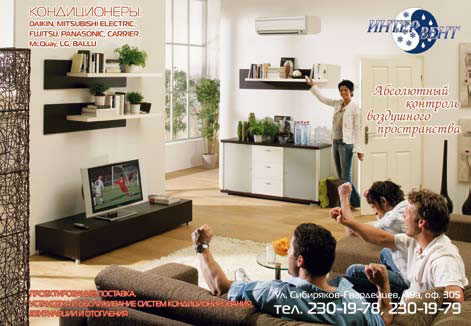 КОНДИЦИОНЕРЫ:
DAIKIN, MITSUBISHI ELECTRIC,
FUJITSU, PANASONIC, CARRIER,
McQuay, LG, BALLU
ИНТЕРВЕНТ
Абсолютный
контроль
воздушного
пространства
ПРОЕКТИРОВАНИЕ, ПОСТАВКА,
УСТАНОВКА И ОБСЛУЖИВАНИЕ СИСТЕМ КОНДИЦИОНИРОВАНИЯ,
ВЕНТИЛЯЦИИ И ОТОПЛЕНИЯ
ул. Сибиряков-Гвардейцев, 49а, оф. 305
тел. 230-19-78, 230-19-79